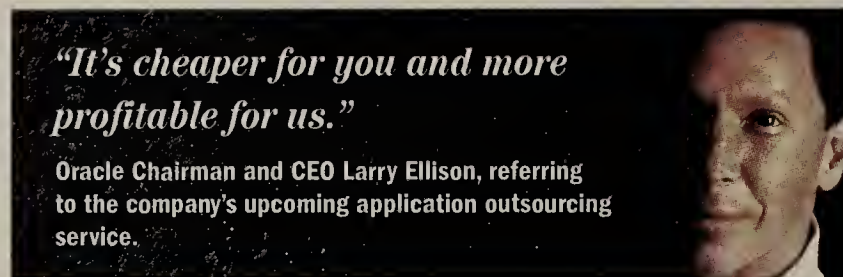 “It’s cheaper for you and more
profitable for us.”
Oracle Chairman and CEO Larry Ellison, referring
to the company’s upcoming application outsourcing
service.